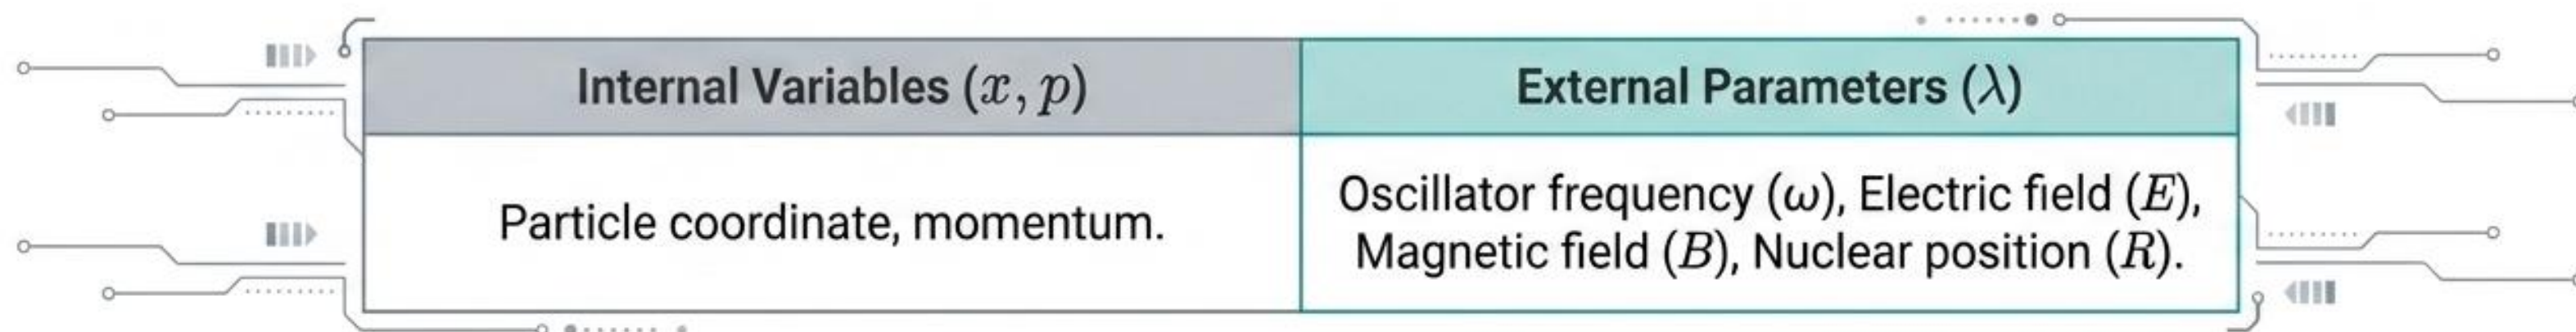 Internal Variables (x, p)
External Parameters (λ)
Particle coordinate, momentum.
Oscillator frequency (ω), Electric field (E),
Magnetic field (B), Nuclear position (R).